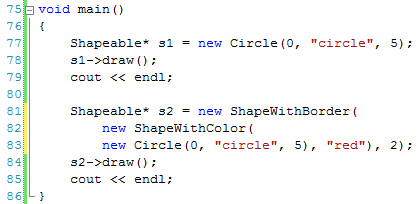 75 void main()
76 {
77     Shapeable* s1 = new Circle(0, "circle", 5);
78     s1->draw();
79     cout << endl;
80
81     Shapeable* s2 = new ShapeWithBorder(
82         new ShapeWithColor(
83         new Circle(0, "circle", 5), "red"), 2);
84     s2->draw();
85     cout << endl;
86 }